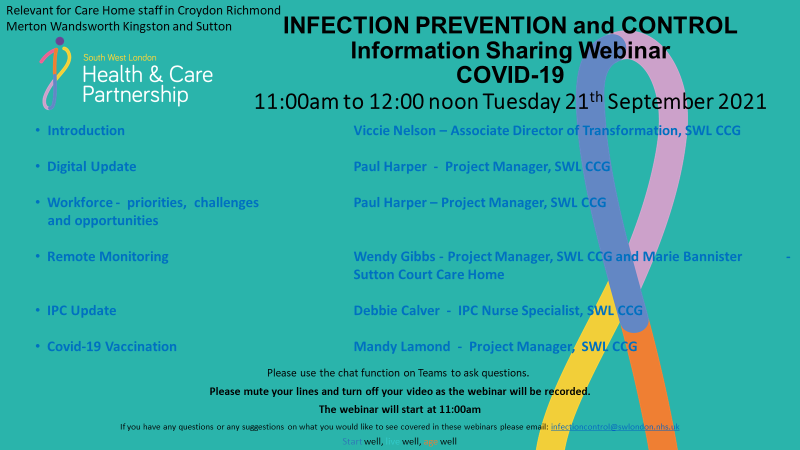 Relevant for Care Home staff in Croydon Richmond
Merton Wandsworth Kingston and Sutton
INFECTION PREVENTION and CONTROL
Information Sharing Webinar
COVID-19
11:00am to 12:00 noon Tuesday 21th September 2021
South West London
Health & Care
Partnership
• Introduction Viccie Nelson – Associate Director of Transformation, SWL CCG
• Digital Update Paul Harper - Project Manager, SWL CCG
• Workforce - priorities, challenges Paul Harper – Project Manager, SWL CCG
and opportunities
• Remote Monitoring Wendy Gibbs - Project Manager, SWL CCG and Marie Bannister -
Sutton Court Care Home
• IPC Update Debbie Calver - IPC Nurse Specialist, SWL CCG
• Covid-19 Vaccination Mandy Lamond - Project Manager, SWL CCG
Please use the chat function on Teams to ask questions.
Please mute your lines and turn off your video as the webinar will be recorded.
The webinar will start at 11:00am
If you have any questions or any suggestions on what you would like to see covered in these webinars please email: infectioncontrol@swlondon.nhs.uk
Start well, live well, age well